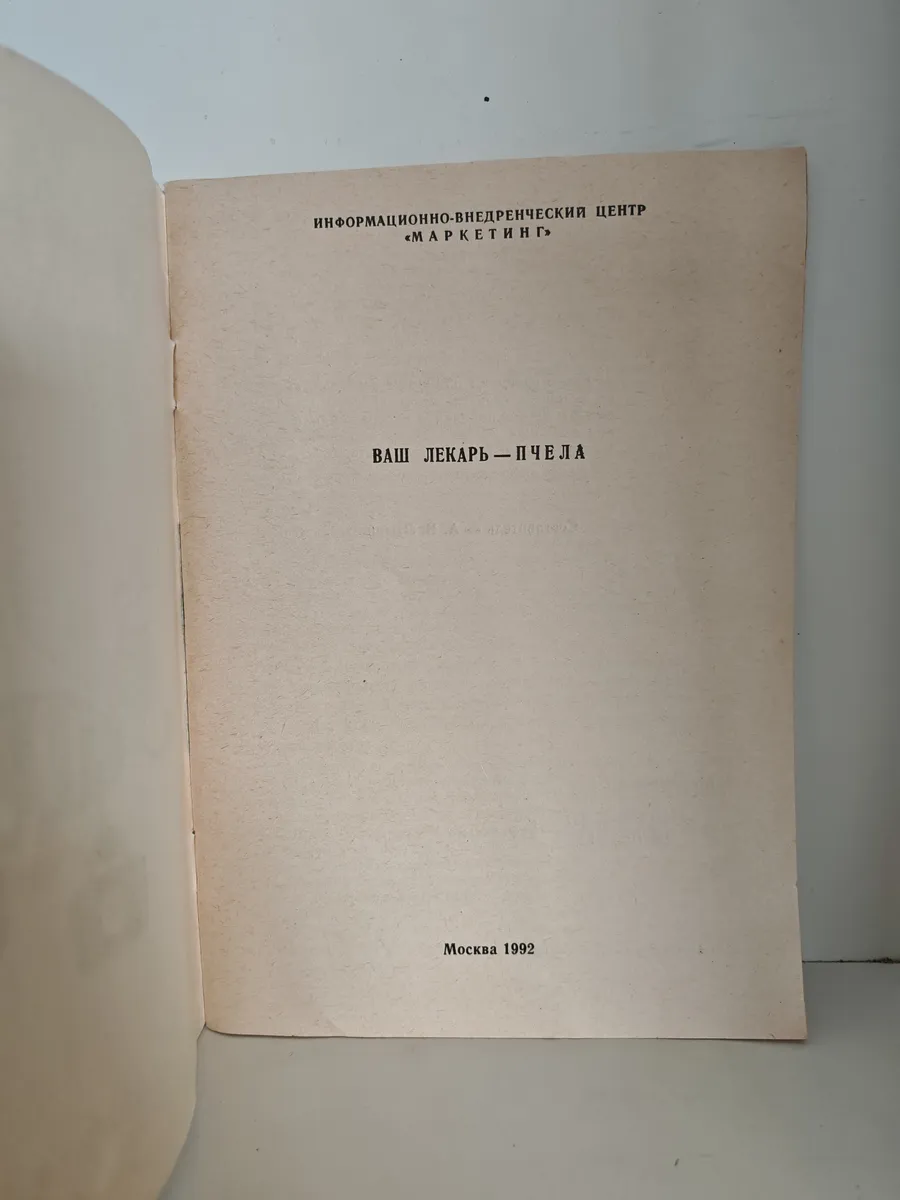 ИНФОРМАЦИОННО-ВНЕДРЕНЧЕСКИЙ ЦЕНТР
«МАРКЕТИНГ»
ВАШ ЛЕКАРЬ — ПЧЕЛА
Москва 1992